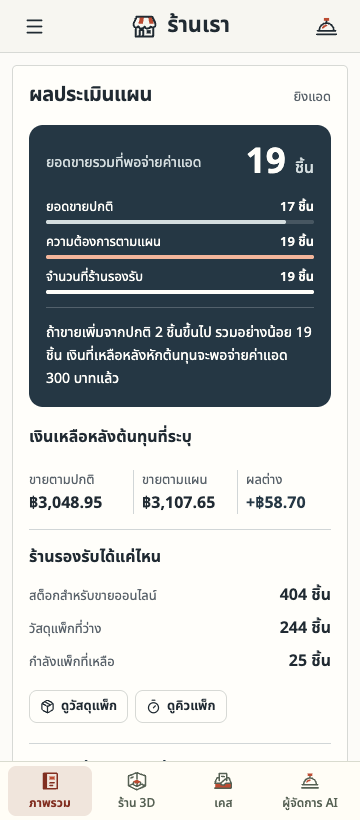 ร้านเรา
ผลประเมินแผน
ยิงแอด
ยอดขายรวมที่พอจ่ายค่าแอด 19 ชิ้น
ยอดขายปกติ 17 ชิ้น
ความต้องการตามแผน 19 ชิ้น
จำนวนที่ร้านรองรับ 19 ชิ้น
ถ้าขายเพิ่มจากปกติ 2 ชิ้นขึ้นไป รวมอย่างน้อย 19
ชิ้น เงินที่เหลือหลังหักต้นทุนจะพอจ่ายค่าแอด
300 บาทแล้ว
เงินเหลือหลังต้นทุนที่ระบุ
ขายตามปกติ ขายตามแผน ผลต่าง
฿3,048.95 ฿3,107.65 +฿58.70
ร้านรองรับได้แค่ไหน
สต็อกสำหรับขายออนไลน์ 404 ชิ้น
วัสดุแพ็กที่ว่าง 244 ชิ้น
กำลังแพ็กที่เหลือ 25 ชิ้น
ดูวัสดุแพ็ก ดูคิวแพ็ก
ภาพรวม ร้าน 3D เคส ผู้จัดการ AI